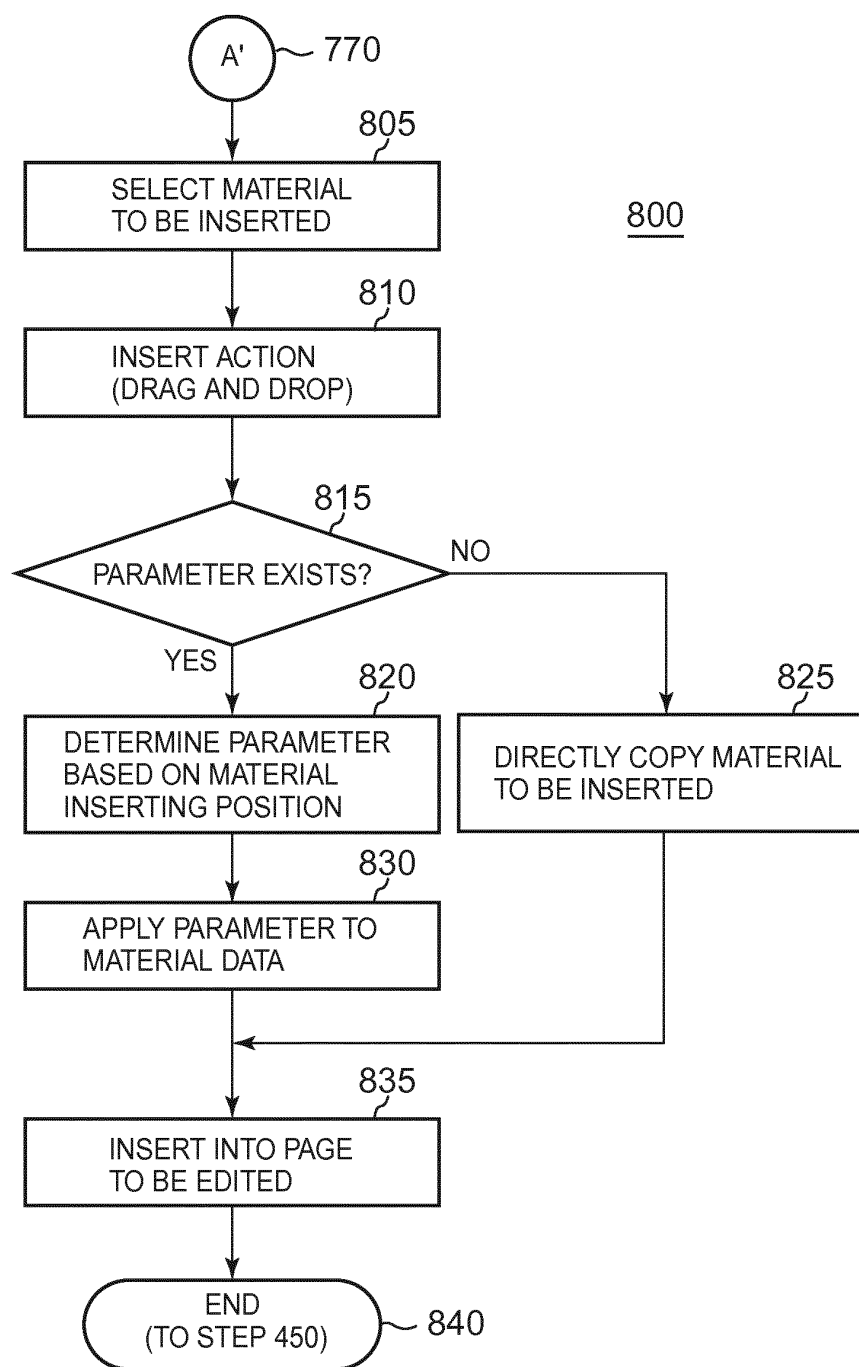 A'
770
805
SELECT MATERIAL
TO BE INSERTED
800
810
INSERT ACTION
(DRAG AND DROP)
815
PARAMETER EXISTS?
NO
YES
820
DETERMINE PARAMETER
BASED ON MATERIAL
INSERTING POSITION
825
DIRECTLY COPY MATERIAL
TO BE INSERTED
830
APPLY PARAMETER TO
MATERIAL DATA
835
INSERT INTO PAGE
TO BE EDITED
END
(TO STEP 450)
840